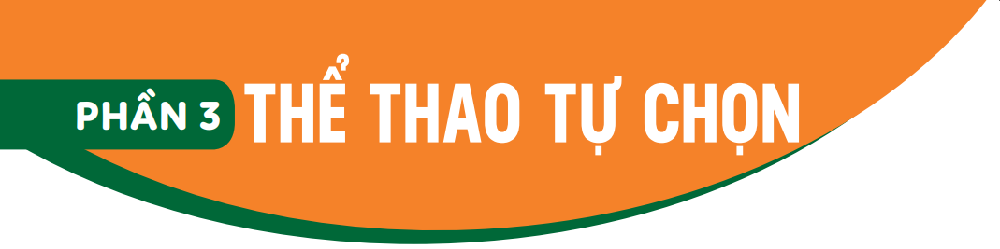 PHẦN 3 THỂ THAO TỰ CHỌN